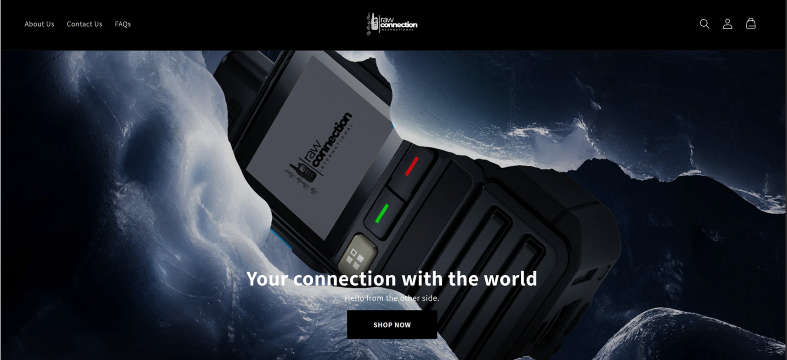 About Us
Contact Us
FAQs
raw
connection
INTERNATIONAL
raw
connection
INTERNATIONAL
Your connection with the world
Hello from the other side.
SHOP NOW